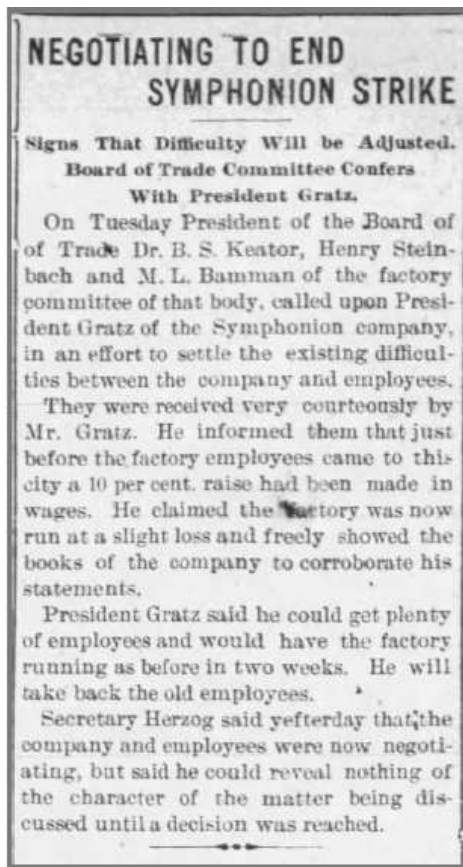 NEGOTIATING TO END
SYMPHONION STRIKE
Signs That Difficulty Will be Adjusted.
Board of Trade Committee Confers
With President Gratz.
On Tuesday President of the Board of
of Trade Dr. B. S. Keator, Henry Stein-
bach and M. L. Bamman of the factory
committee of that body, called upon Presi-
dent Gratz of the Symphonion company,
in an effort to settle the existing difficul-
ties between the company and employees.
They were received very courteously by
Mr. Gratz. He informed them that just
before the factory employees came to this
city a 10 per cent. raise had been made in
wages. He claimed the factory was now
run at a slight loss and freely showed the
books of the company to corroborate his
statements.
President Gratz said he could get plenty
of employees and would have the factory
running as before in two weeks. He will
take back the old employees.
Secretary Herzog said yefterday that the
company and employees were now negoti-
ating, but said he could reveal nothing of
the character of the matter being dis-
cussed until a decision was reached.